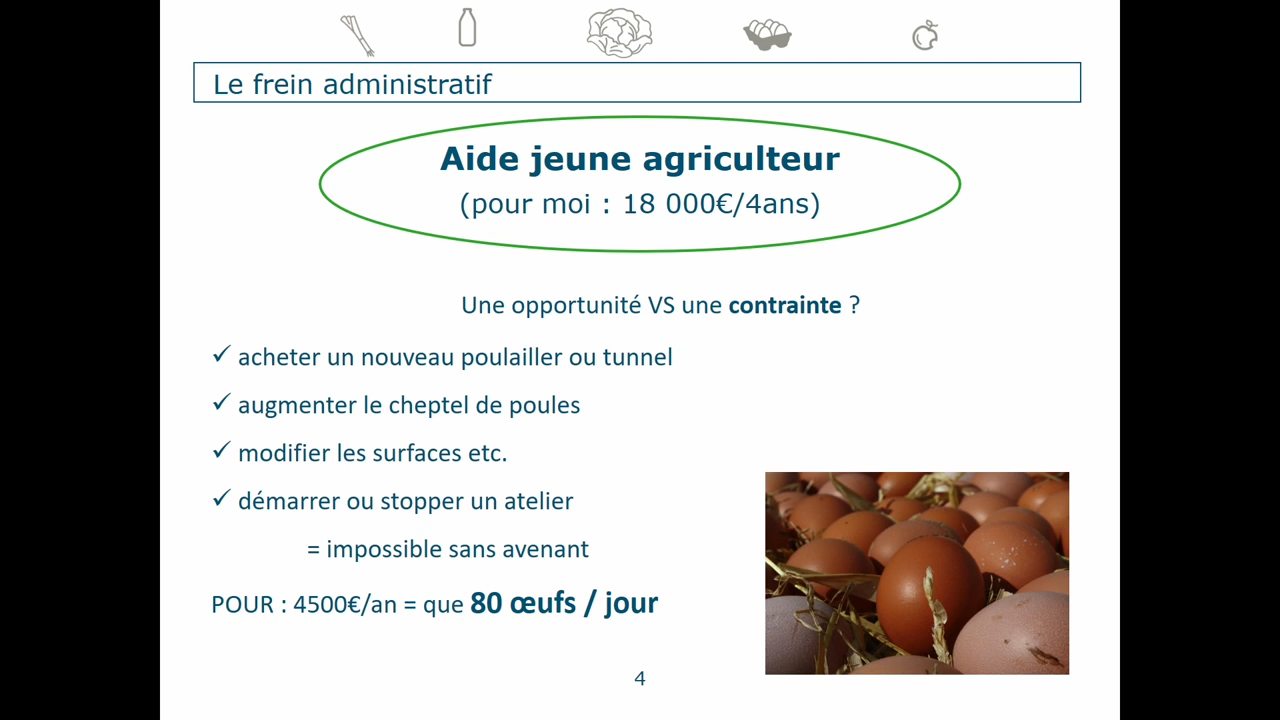 Le frein administratif
Aide jeune agriculteur
(pour moi : 18 000€/4ans)
Une opportunité VS une contrainte ?
✓ acheter un nouveau poulailler ou tunnel
✓ augmenter le cheptel de poules
✓ modifier les surfaces etc.
✓ démarrer ou stopper un atelier
= impossible sans avenant
POUR : 4500€/an = que 80 œufs / jour
4